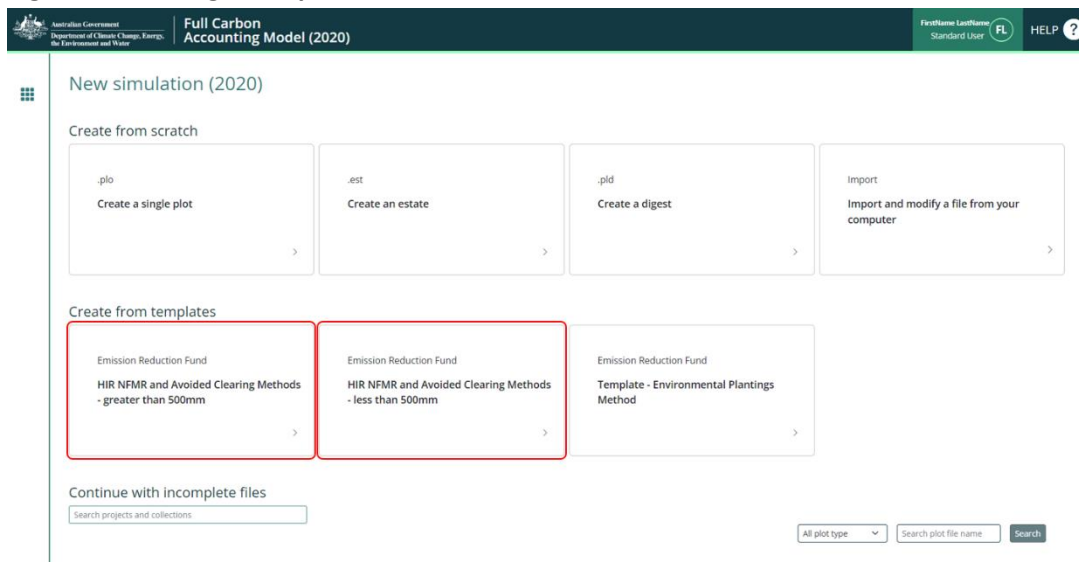 Australian Government
Department of Climate Change, Energy,
the Environment and Water
Full Carbon
Accounting Model (2020)
FirstName LastName
Standard User
FL
HELP ?
New simulation (2020)
Create from scratch
.plo
Create a single plot
.est
Create an estate
.pld
Create a digest
Import
Import and modify a file from your
computer
Create from templates
Emission Reduction Fund
HIR NFMR and Avoided Clearing Methods
- greater than 500mm
Emission Reduction Fund
HIR NFMR and Avoided Clearing Methods
- less than 500mm
Emission Reduction Fund
Template - Environmental Plantings
Method
Continue with incomplete files
Search projects and collections
All plot type
Search plot file name
Search